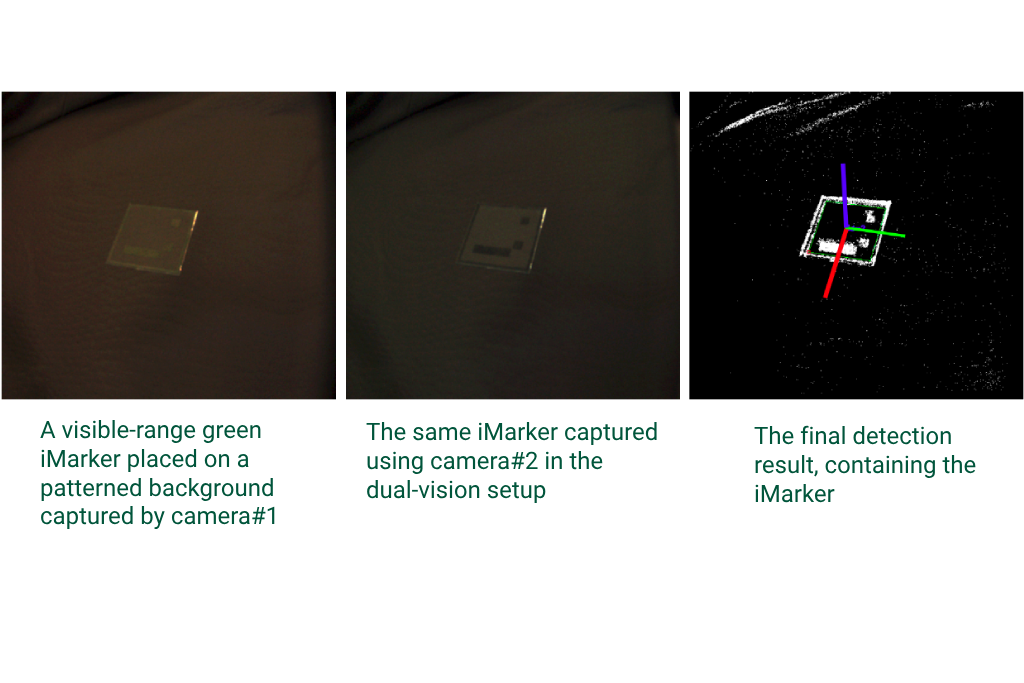 A visible-range green
iMarker placed on a
patterned background
captured by camera#1
The same iMarker captured
using camera#2 in the
dual-vision setup
The final detection
result, containing the
iMarker